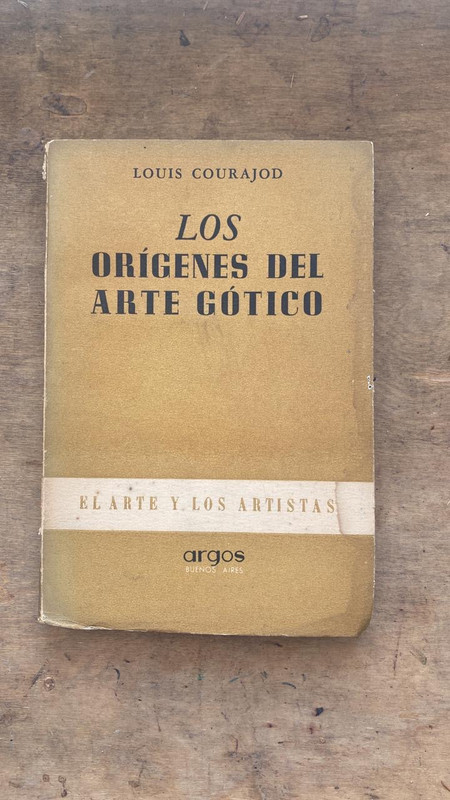 LOUIS COURAJOD
LOS
ORÍGENES DEL
ARTE GÓTICO
EL ARTE Y LOS ARTISTAS
argos
BUENOS AIRES